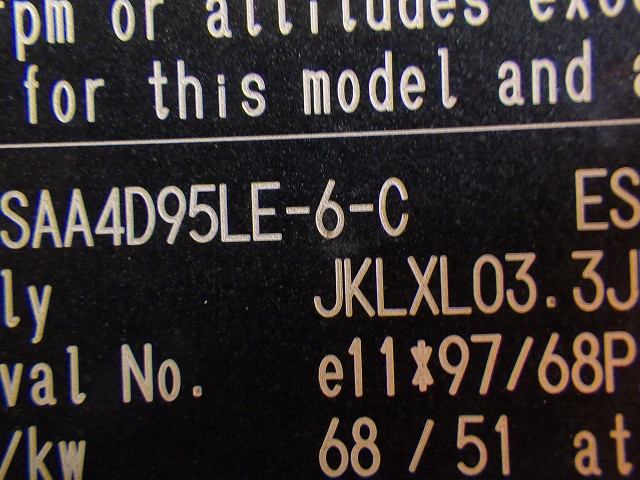 rpm or altitudes exc
for this model and a
SAA4D95LE-6-C ES
ly JKLXL03.3J
val No. e11*97/68P
/kw 68 / 51 at